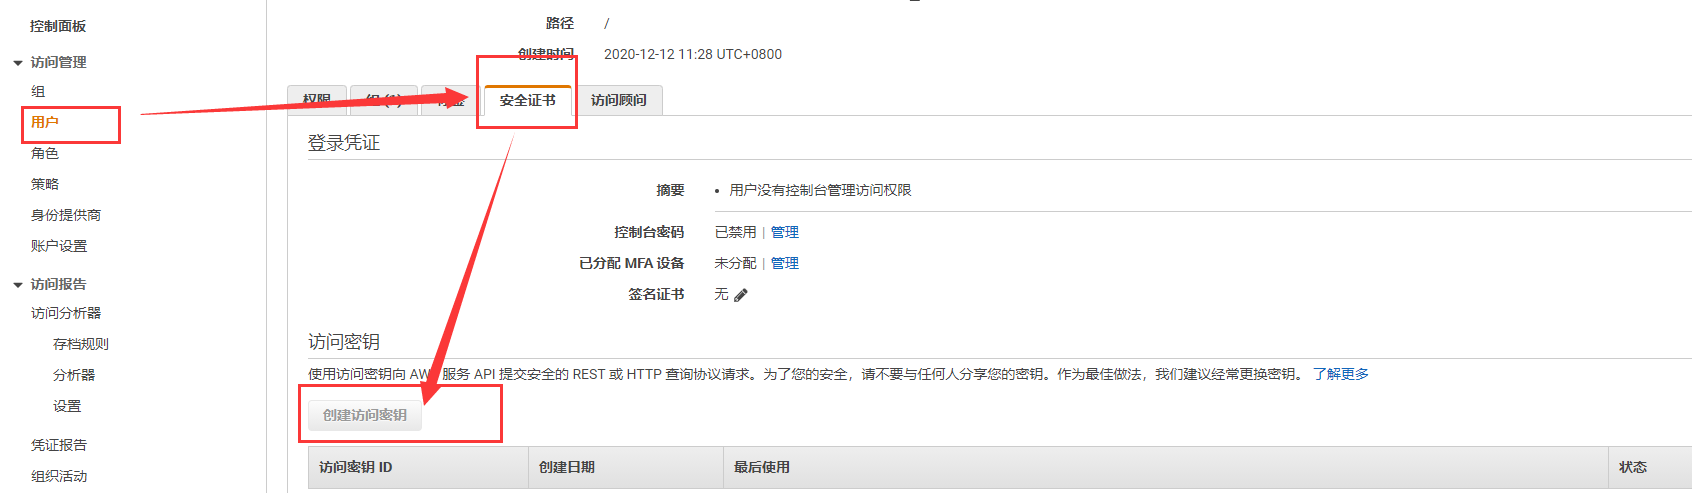 控制面板
访问管理
组
用户
角色
策略
身份提供商
账户设置
访问报告
访问分析器
存档规则
分析器
设置
凭证报告
组织活动
路径 /
创建时间 2020-12-12 11:28 UTC+0800
权限 组 标签 安全证书 访问顾问
登录凭证
摘要 • 用户没有控制台管理访问权限
控制台密码 已禁用 | 管理
已分配 MFA 设备 未分配 | 管理
签名证书 无
访问密钥
使用访问密钥向 AWS 服务 API 提交安全的 REST 或 HTTP 查询协议请求。为了您的安全，请不要与任何人分享您的密钥。作为最佳做法，我们建议经常更换密钥。 了解更多
创建访问密钥
访问密钥 ID 创建日期 最后使用 状态